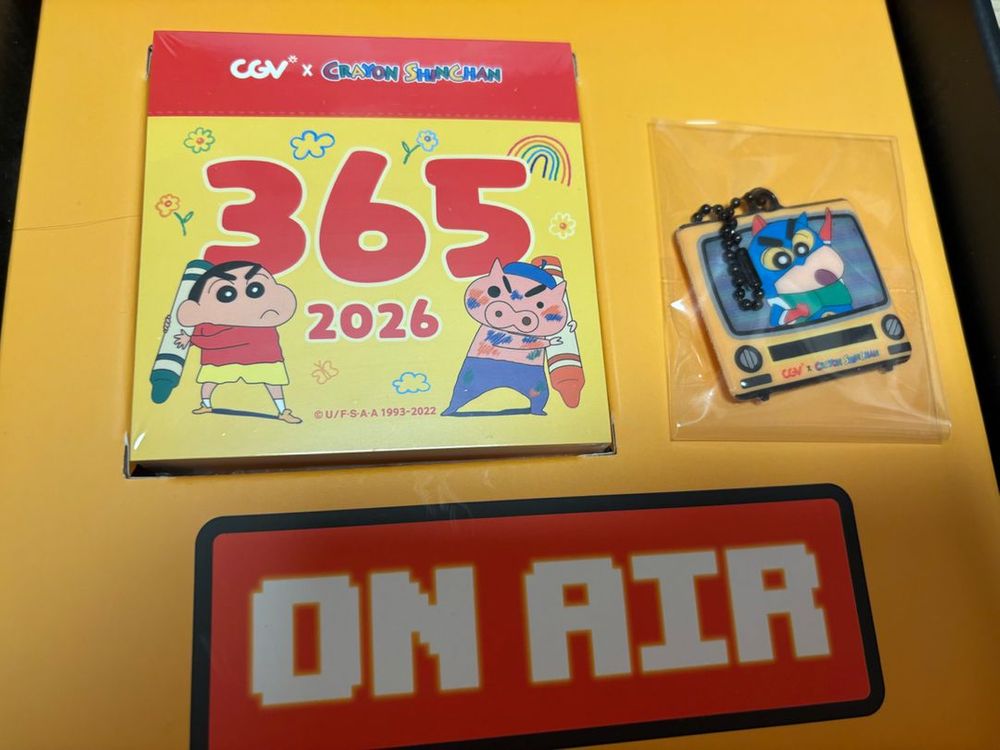 CGV x CRAYON SHINCHAN
365
2026
©U/F·S·A·A 1993-2022
CGV x CRAYON SHINCHAN
ON AIR